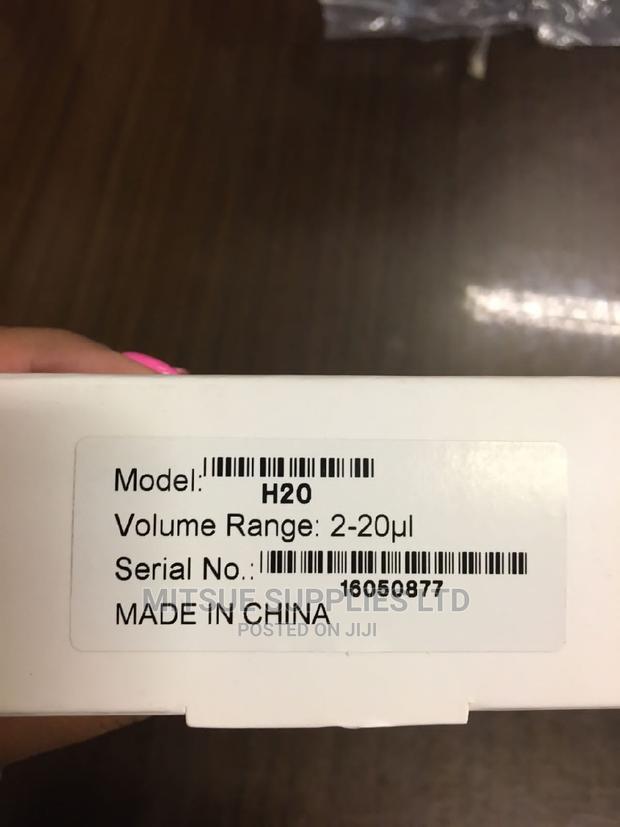 Model:
H20
Volume Range: 2-20µl
Serial No.:
16050877
MITSUE SUPPLIES LTD
MADE IN CHINA
POSTED ON JIJI